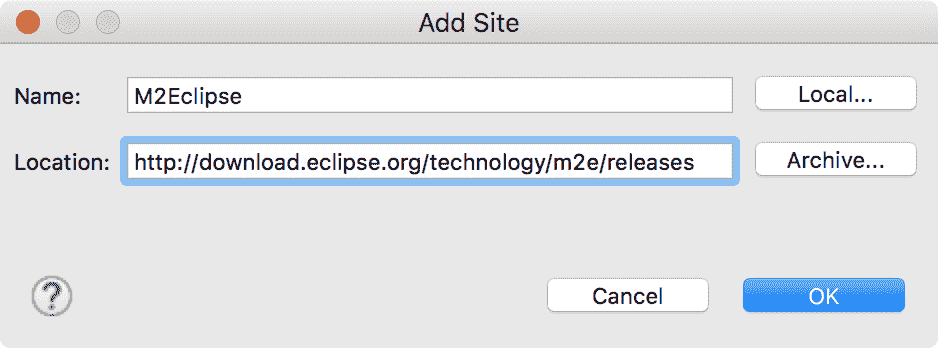 Add Site
Name: M2Eclipse Local...
Location: http://download.eclipse.org/technology/m2e/releases Archive...
? Cancel OK